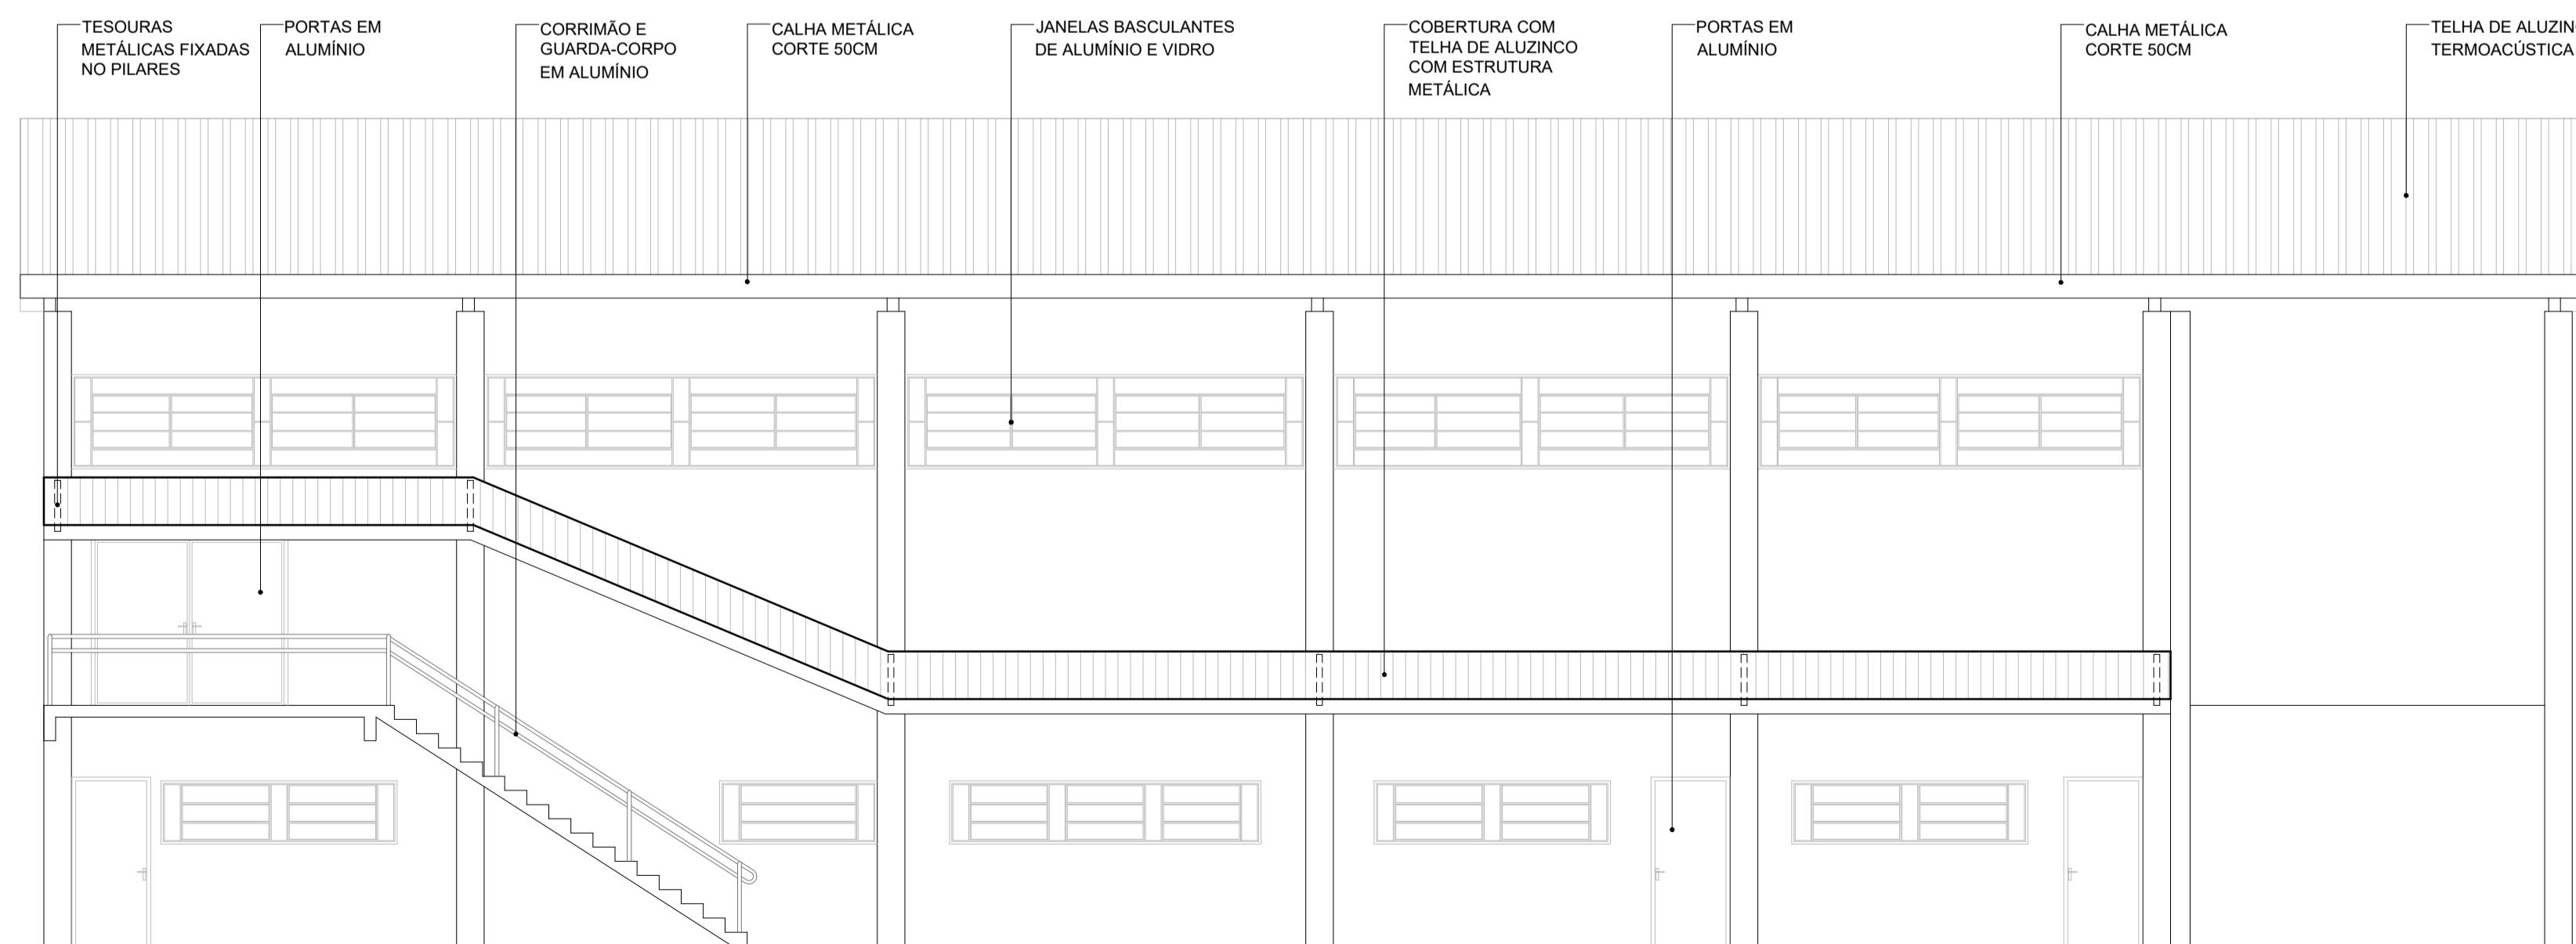 TESOURAS
METÁLICAS FIXADAS
NO PILARES
PORTAS EM
ALUMÍNIO
CORRIMÃO E
GUARDA-CORPO
EM ALUMÍNIO
CALHA METÁLICA
CORTE 50CM
JANELAS BASCULANTES
DE ALUMÍNIO E VIDRO
COBERTURA COM
TELHA DE ALUZINCO
COM ESTRUTURA
METÁLICA
PORTAS EM
ALUMÍNIO
CALHA METÁLICA
CORTE 50CM
TELHA DE ALUZIN
TERMOACÚSTICA